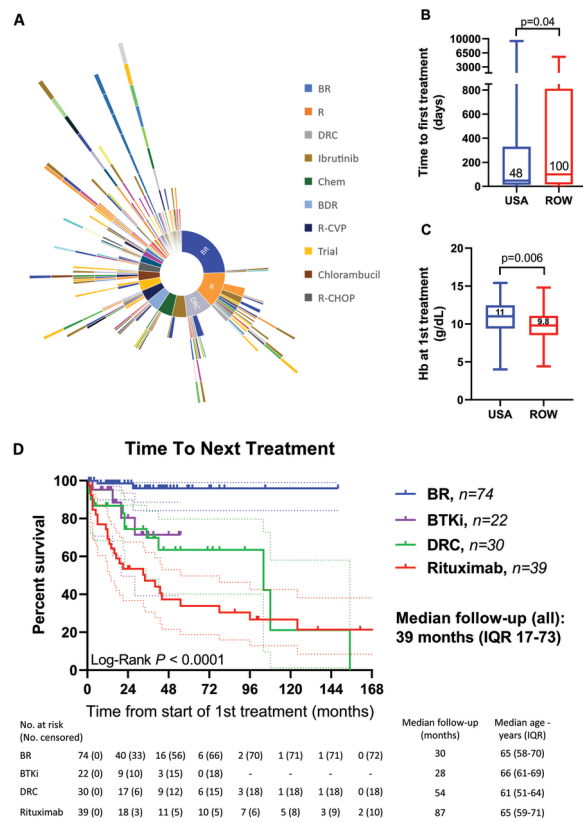 A
BR
R
DRC
Ibrutinib
Chem
BDR
R-CVP
Trial
Chlorambucil
R-CHOP
BR
R
DRC
B
p=0.04
Time to first treatment
(days)
10500
6500
3000
800
600
400
200
0
48
100
USA
ROW
C
p=0.006
Hb at 1st treatment
(g/dL)
20
15
10
5
0
11
9.8
USA
ROW
D
Time To Next Treatment
Percent survival
100
80
60
40
20
0
Log-Rank P < 0.0001
0 24 48 72 96 120 144 168
Time from start of 1st treatment (months)
BR, n=74
BTKi, n=22
DRC, n=30
Rituximab, n=39
Median follow-up (all):
39 months (IQR 17-73)
No. at risk
(No. censored)
Median follow-up
(months)
Median age -
years (IQR)
BR 74 (0) 40 (33) 16 (56) 6 (66) 2 (70) 1 (71) 1 (71) 0 (72) 30 65 (58-70)
BTKi 22 (0) 9 (10) 3 (15) 0 (18) - - - - 28 66 (61-69)
DRC 30 (0) 17 (6) 9 (12) 6 (15) 3 (18) 1 (18) 1 (18) 0 (18) 54 61 (51-64)
Rituximab 39 (0) 18 (3) 11 (5) 10 (5) 7 (6) 5 (8) 3 (9) 2 (10) 87 65 (59-71)